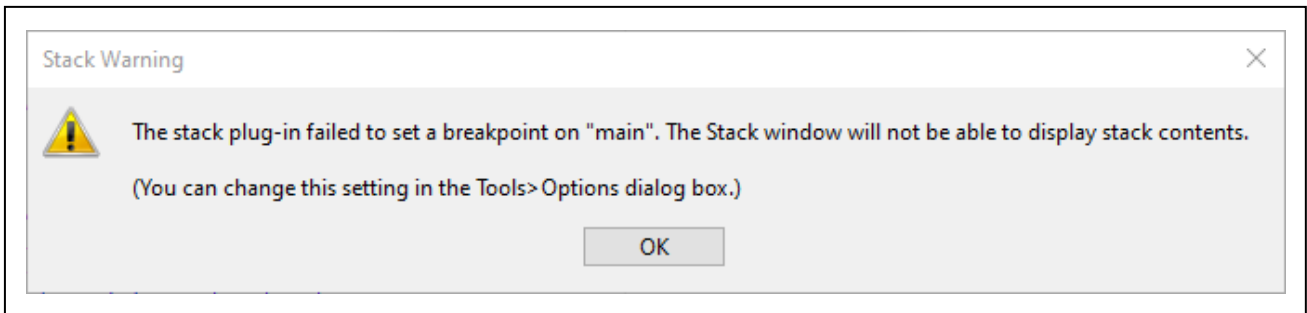 Stack Warning
The stack plug-in failed to set a breakpoint on "main". The Stack window will not be able to display stack contents.
(You can change this setting in the Tools>Options dialog box.)
OK